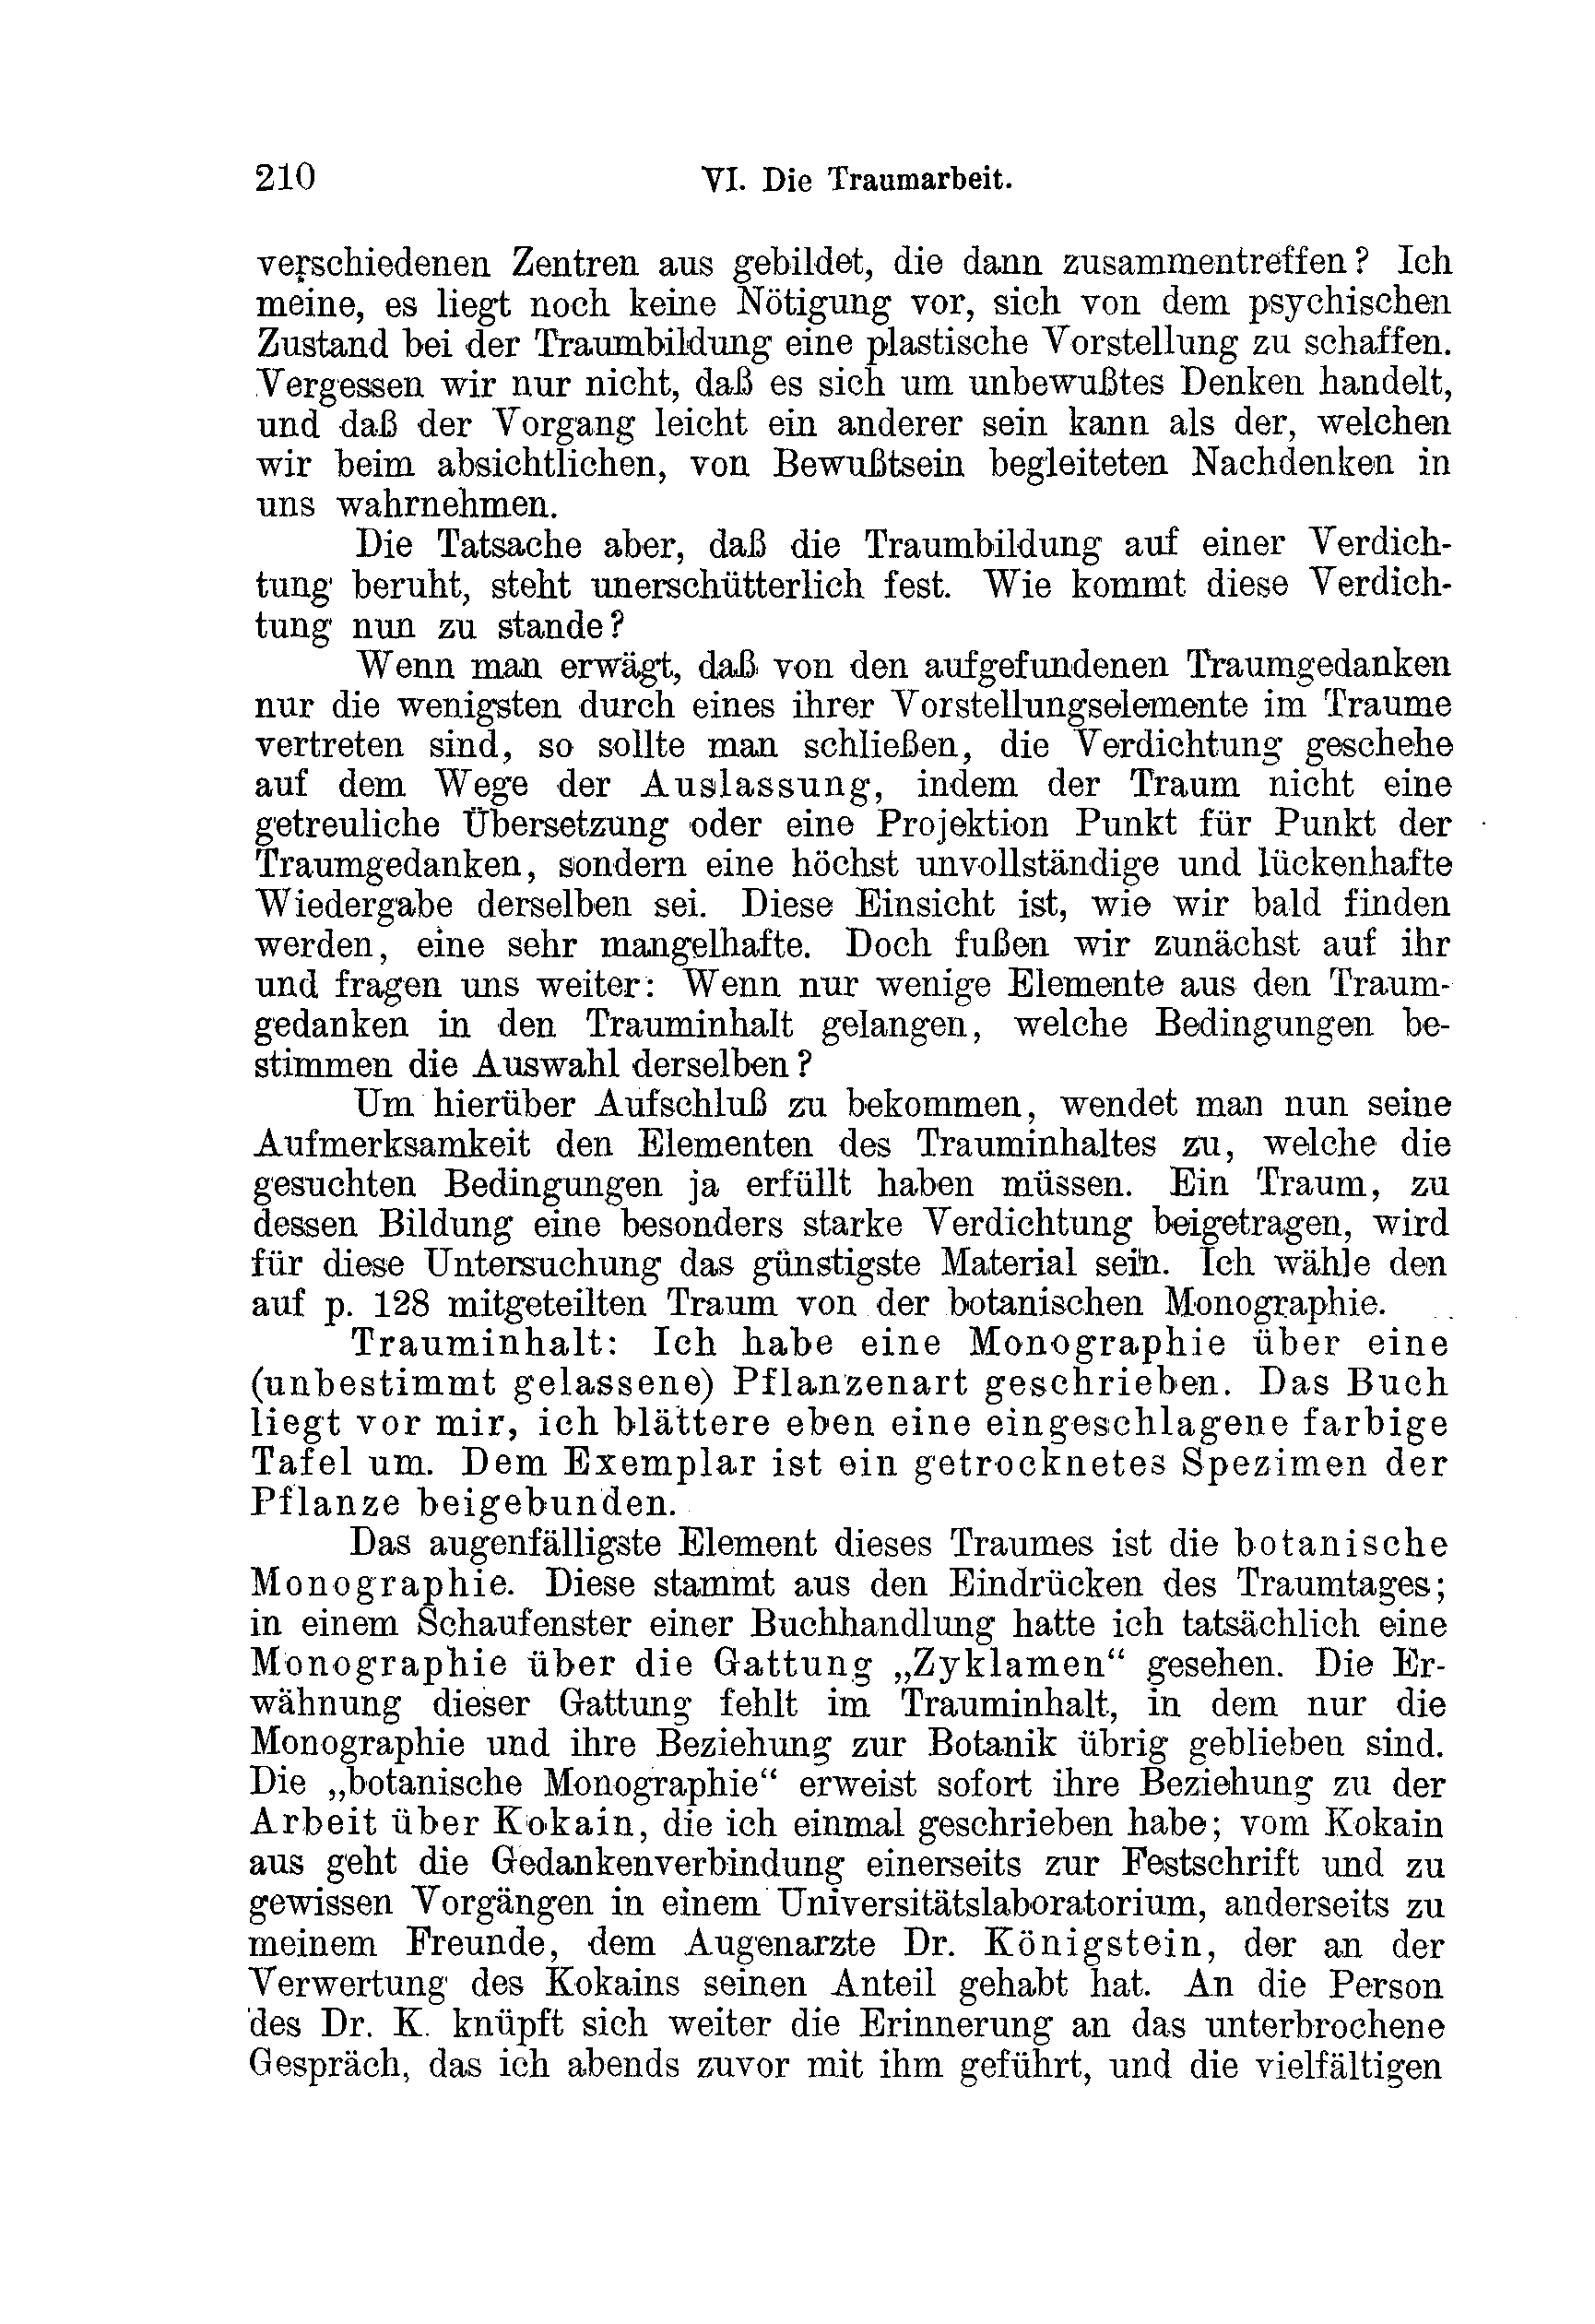 210 VI. Die Traumarbeit.
verschiedenen Zentren aus gebildet, die dann zusammentreffen? Ich
meine, es liegt noch keine Nötigung vor, sich von dem psychischen
Zustand bei der Traumbildung eine plastische Vorstellung zu schaffen.
Vergessen wir nur nicht, daß es sich um unbewußtes Denken handelt,
und daß der Vorgang leicht ein anderer sein kann als der, welchen
wir beim absichtlichen, von Bewußtsein begleiteten Nachdenken in
uns wahrnehmen.
Die Tatsache aber, daß die Traumbildung auf einer Verdich-
tung beruht, steht unerschütterlich fest. Wie kommt diese Verdich-
tung nun zu stande?
Wenn man erwägt, daß von den aufgefundenen Traumgedanken
nur die wenigsten durch eines ihrer Vorstellungselemente im Traume
vertreten sind, so sollte man schließen, die Verdichtung geschehe
auf dem Wege der Auslassung, indem der Traum nicht eine
getreuliche Übersetzung oder eine Projektion Punkt für Punkt der
Traumgedanken, sondern eine höchst unvollständige und lückenhafte
Wiedergabe derselben sei. Diese Einsicht ist, wie wir bald finden
werden, eine sehr mangelhafte. Doch fußen wir zunächst auf ihr
und fragen uns weiter: Wenn nur wenige Elemente aus den Traum-
gedanken in den Trauminhalt gelangen, welche Bedingungen be-
stimmen die Auswahl derselben?
Um hierüber Aufschluß zu bekommen, wendet man nun seine
Aufmerksamkeit den Elementen des Trauminhaltes zu, welche die
gesuchten Bedingungen ja erfüllt haben müssen. Ein Traum, zu
dessen Bildung eine besonders starke Verdichtung beigetragen, wird
für diese Untersuchung das günstigste Material sein. Ich wähle den
auf p. 128 mitgeteilten Traum von der botanischen Monographie.
Trauminhalt: Ich habe eine Monographie über eine
(unbestimmt gelassene) Pflanzenart geschrieben. Das Buch
liegt vor mir, ich blättere eben eine eingeschlagene farbige
Tafel um. Dem Exemplar ist ein getrocknetes Spezimen der
Pflanze beigebunden.
Das augenfälligste Element dieses Traumes ist die botanische
Monographie. Diese stammt aus den Eindrücken des Traumtages;
in einem Schaufenster einer Buchhandlung hatte ich tatsächlich eine
Monographie über die Gattung „Zyklamen“ gesehen. Die Er-
wähnung dieser Gattung fehlt im Trauminhalt, in dem nur die
Monographie und ihre Beziehung zur Botanik übrig geblieben sind.
Die „botanische Monographie“ erweist sofort ihre Beziehung zu der
Arbeit über Kokain, die ich einmal geschrieben habe; vom Kokain
aus geht die Gedankenverbindung einerseits zur Festschrift und zu
gewissen Vorgängen in einem Universitätslaboratorium, anderseits zu
meinem Freunde, dem Augenarzte Dr. Königstein, der an der
Verwertung des Kokains seinen Anteil gehabt hat. An die Person
des Dr. K. knüpft sich weiter die Erinnerung an das unterbrochene
Gespräch, das ich abends zuvor mit ihm geführt, und die vielfältigen